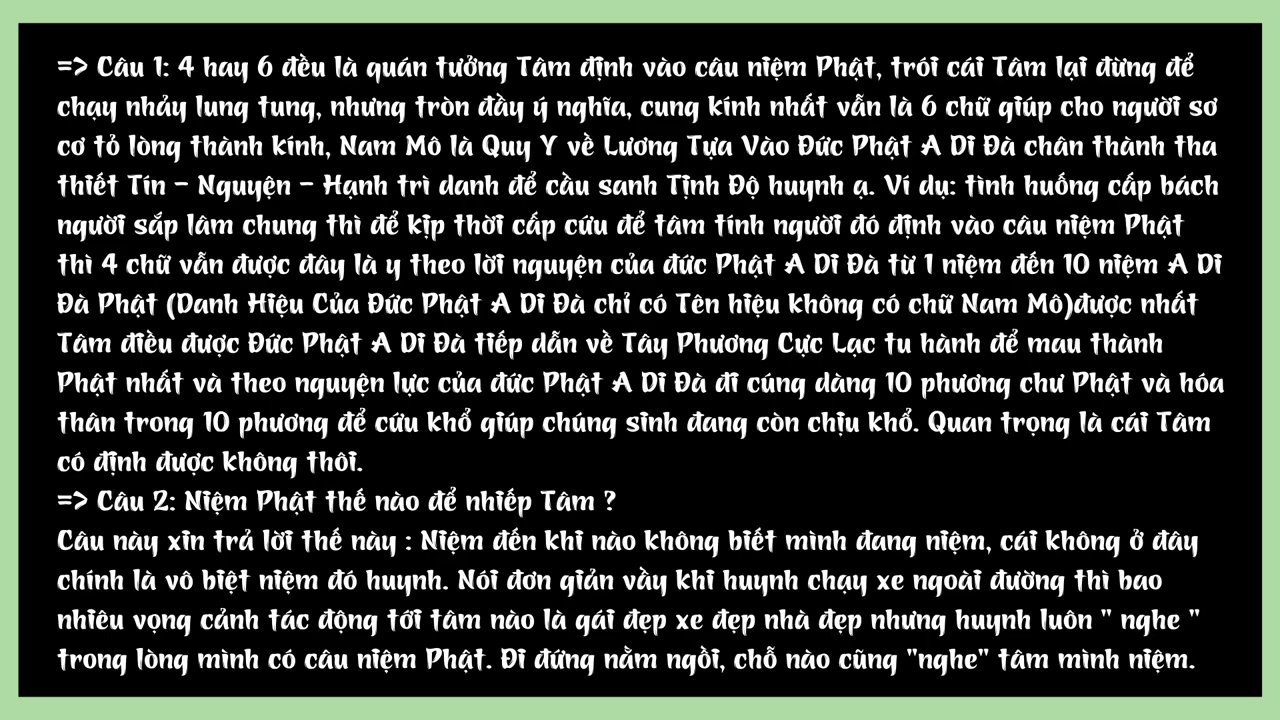 => Câu 1: 4 hay 6 đều là quán tưởng Tâm định vào câu niệm Phật, trói cái Tâm lại đừng để
chạy nhảy lung tung, nhưng tròn đầy ý nghĩa, cung kính nhất vẫn là 6 chữ giúp cho người sơ
cơ tỏ lòng thành kính, Nam Mô là Quy Y về Lương Tựa Vào Đức Phật A Di Đà chân thành tha
thiết Tín - Nguyện - Hạnh trì danh để cầu sanh Tịnh Độ huynh ạ. Ví dụ: tình huống cấp bách
người sắp lâm chung thì để kịp thời cấp cứu để tâm tính người đó định vào câu niệm Phật
thì 4 chữ vẫn được đây là y theo lời nguyện của đức Phật A Di Đà từ 1 niệm đến 10 niệm A Di
Đà Phật (Danh Hiệu Của Đức Phật A Di Đà chỉ có Tên hiệu không có chữ Nam Mô)được nhất
Tâm điều được Đức Phật A Di Đà tiếp dẫn về Tây Phương Cực Lạc tu hành để mau thành
Phật nhất và theo nguyện lực của đức Phật A Di Đà đi cúng dàng 10 phương chư Phật và hóa
thân trong 10 phương để cứu khổ giúp chúng sinh đang còn chịu khổ. Quan trọng là cái Tâm
có định được không thôi.
=> Câu 2: Niệm Phật thế nào để nhiếp Tâm ?
Câu này xin trả lời thế này : Niệm đến khi nào không biết mình đang niệm, cái không ở đây
chính là vô biệt niệm đó huynh. Nói đơn giản vầy khi huynh chạy xe ngoài đường thì bao
nhiêu vọng cảnh tác động tới tâm nào là gái đẹp xe đẹp nhà đẹp nhưng huynh luôn " nghe "
trong lòng mình có câu niệm Phật. Đi đứng nằm ngồi, chỗ nào cũng "nghe" tâm mình niệm.